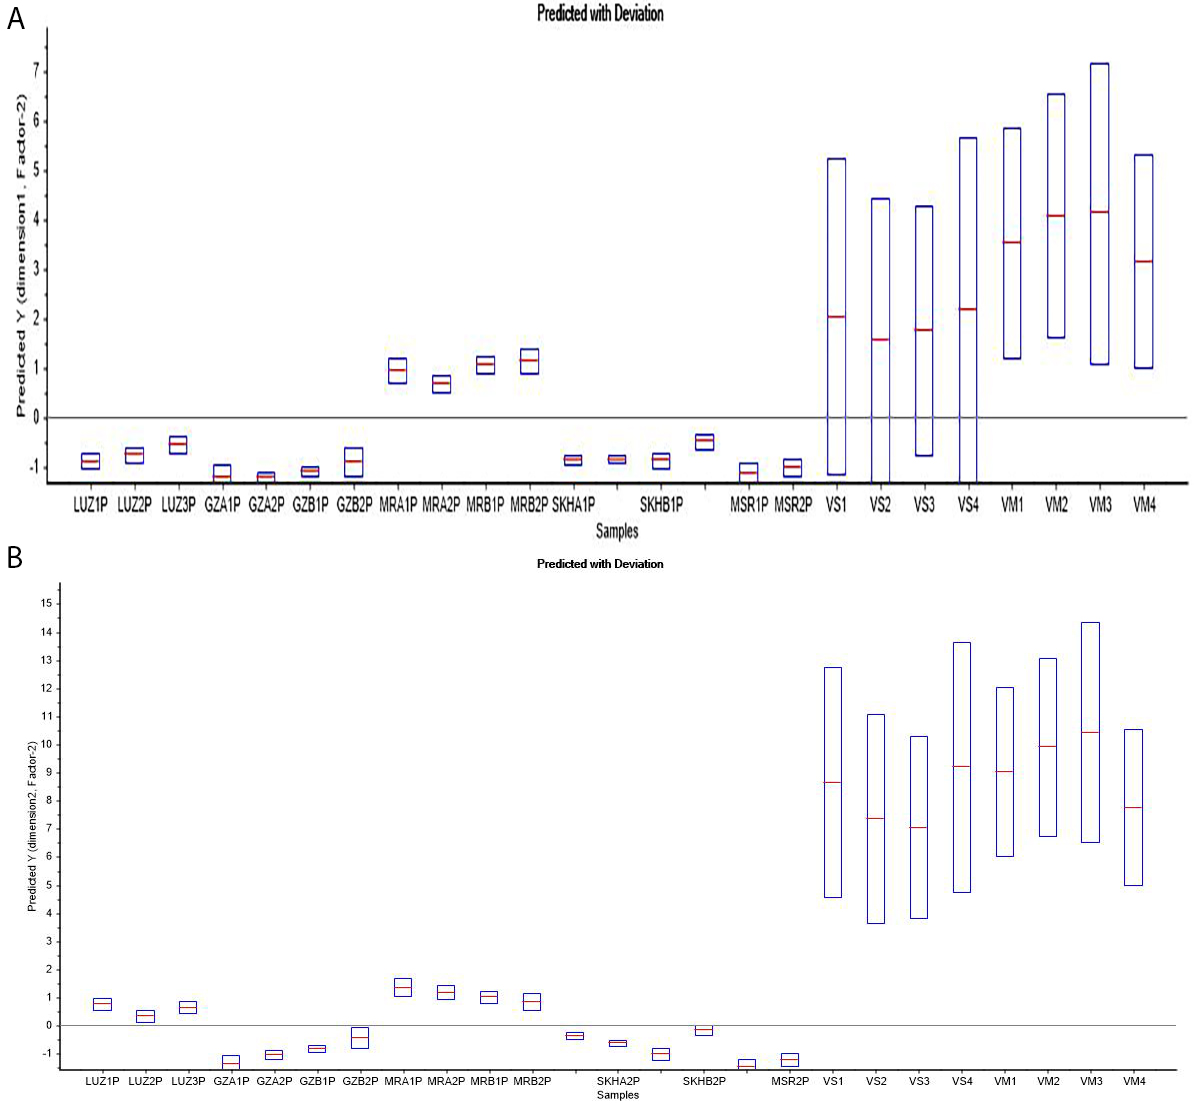 A
Predicted with Deviation
Predicted Y (dimension1, Factor-2)
7
6
5
4
3
2
1
0
-1
LUZ1P LUZ2P LUZ3P GZA1P GZA2P GZB1P GZB2P MRA1P MRA2P MRB1P MRB2P SKHA1P SKHB1P MSR1P MSR2P VS1 VS2 VS3 VS4 VM1 VM2 VM3 VM4
Samples
B
Predicted with Deviation
Predicted Y (dimension2, Factor-2)
15
14
13
12
11
10
9
8
7
6
5
4
3
2
1
0
-1
LUZ1P LUZ2P LUZ3P GZA1P GZA2P GZB1P GZB2P MRA1P MRA2P MRB1P MRB2P SKHA2P SKHB2P MSR2P VS1 VS2 VS3 VS4 VM1 VM2 VM3 VM4
Samples